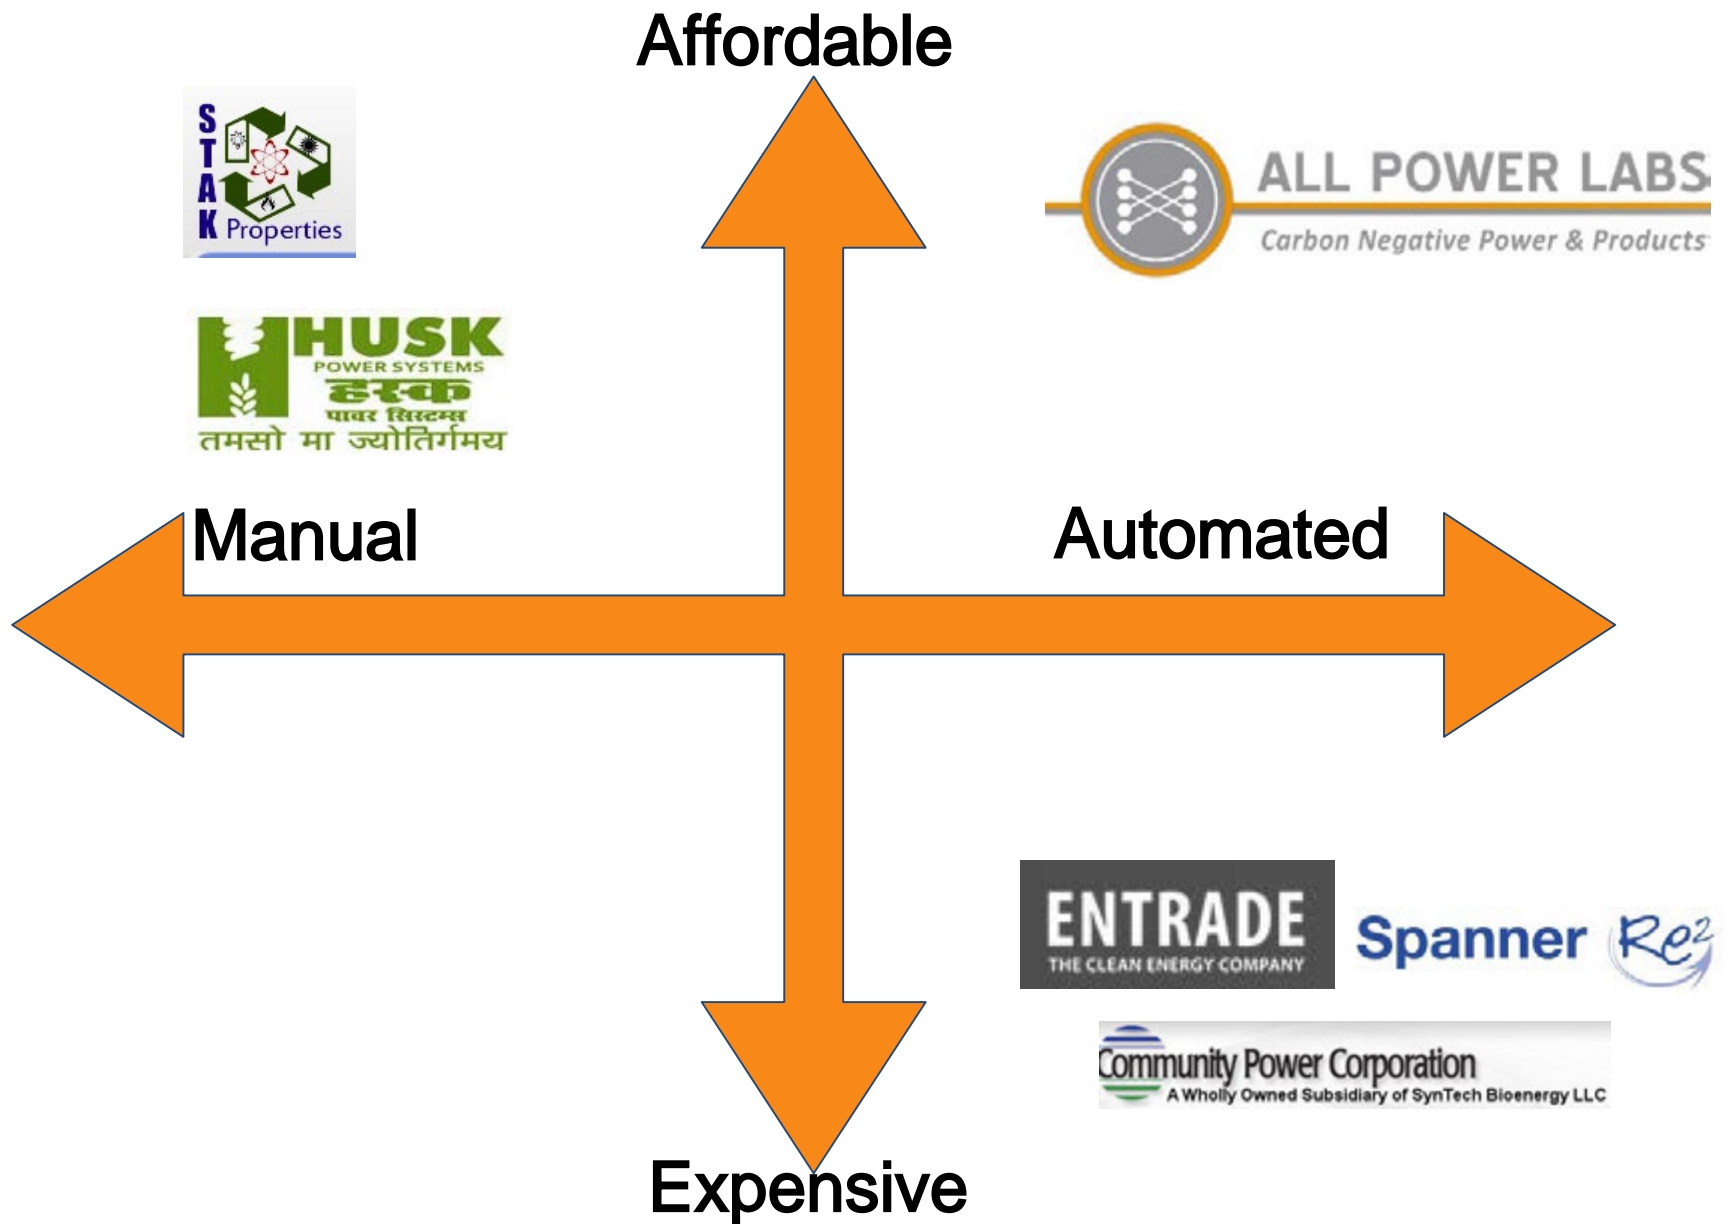 Affordable
STAK
Properties
ALL POWER LABS
Carbon Negative Power & Products
HUSK
POWER SYSTEMS
हस्क
पावर सिस्टम्स
तमसो मा ज्योतिर्गमय
Manual
Automated
ENTRADE
THE CLEAN ENERGY COMPANY
Spanner Re²
Community Power Corporation
A Wholly Owned Subsidiary of SynTech Bioenergy LLC
Expensive